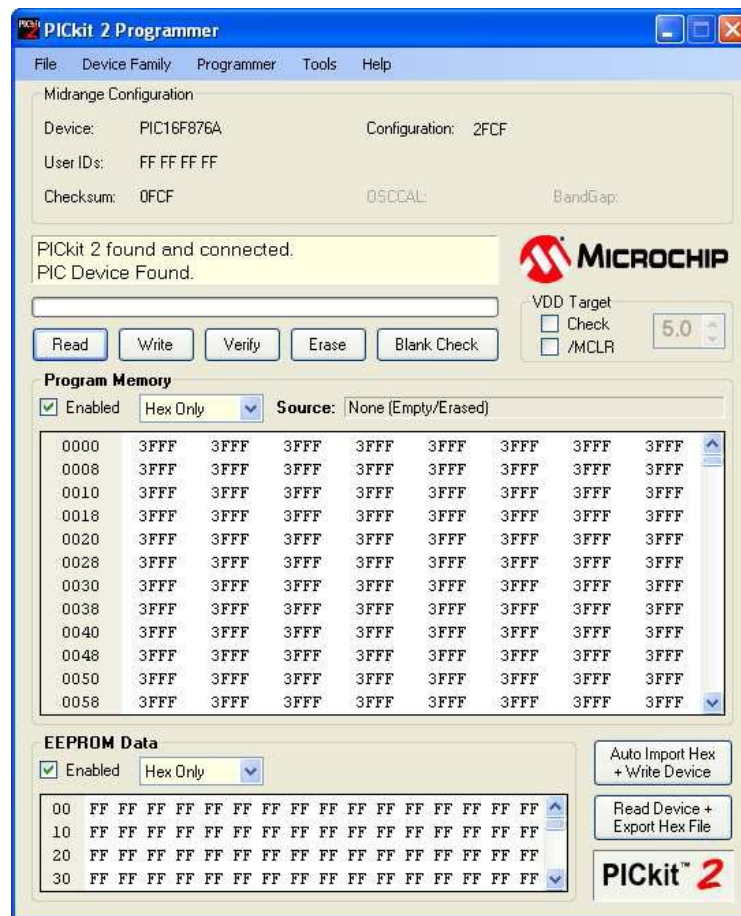 PICkit 2 Programmer
File Device Family Programmer Tools Help
Midrange Configuration
Device: PIC16F876A Configuration: 2FCF
User IDs: FF FF FF FF
Checksum: 0FCF OSCCAL: BandGap:
PICkit 2 found and connected.
PIC Device Found.
MICROCHIP
VDD Target
Check
/MCLR
5.0
Read Write Verify Erase Blank Check
Program Memory
Enabled Hex Only Source: None (Empty/Erased)
0000 3FFF 3FFF 3FFF 3FFF 3FFF 3FFF 3FFF 3FFF
0008 3FFF 3FFF 3FFF 3FFF 3FFF 3FFF 3FFF 3FFF
0010 3FFF 3FFF 3FFF 3FFF 3FFF 3FFF 3FFF 3FFF
0018 3FFF 3FFF 3FFF 3FFF 3FFF 3FFF 3FFF 3FFF
0020 3FFF 3FFF 3FFF 3FFF 3FFF 3FFF 3FFF 3FFF
0028 3FFF 3FFF 3FFF 3FFF 3FFF 3FFF 3FFF 3FFF
0030 3FFF 3FFF 3FFF 3FFF 3FFF 3FFF 3FFF 3FFF
0038 3FFF 3FFF 3FFF 3FFF 3FFF 3FFF 3FFF 3FFF
0040 3FFF 3FFF 3FFF 3FFF 3FFF 3FFF 3FFF 3FFF
0048 3FFF 3FFF 3FFF 3FFF 3FFF 3FFF 3FFF 3FFF
0050 3FFF 3FFF 3FFF 3FFF 3FFF 3FFF 3FFF 3FFF
0058 3FFF 3FFF 3FFF 3FFF 3FFF 3FFF 3FFF 3FFF
EEPROM Data
Enabled Hex Only
00 FF FF FF FF FF FF FF FF FF FF FF FF FF FF FF FF
10 FF FF FF FF FF FF FF FF FF FF FF FF FF FF FF FF
20 FF FF FF FF FF FF FF FF FF FF FF FF FF FF FF FF
30 FF FF FF FF FF FF FF FF FF FF FF FF FF FF FF FF
Auto Import Hex
+ Write Device
Read Device +
Export Hex File
PICkit™ 2